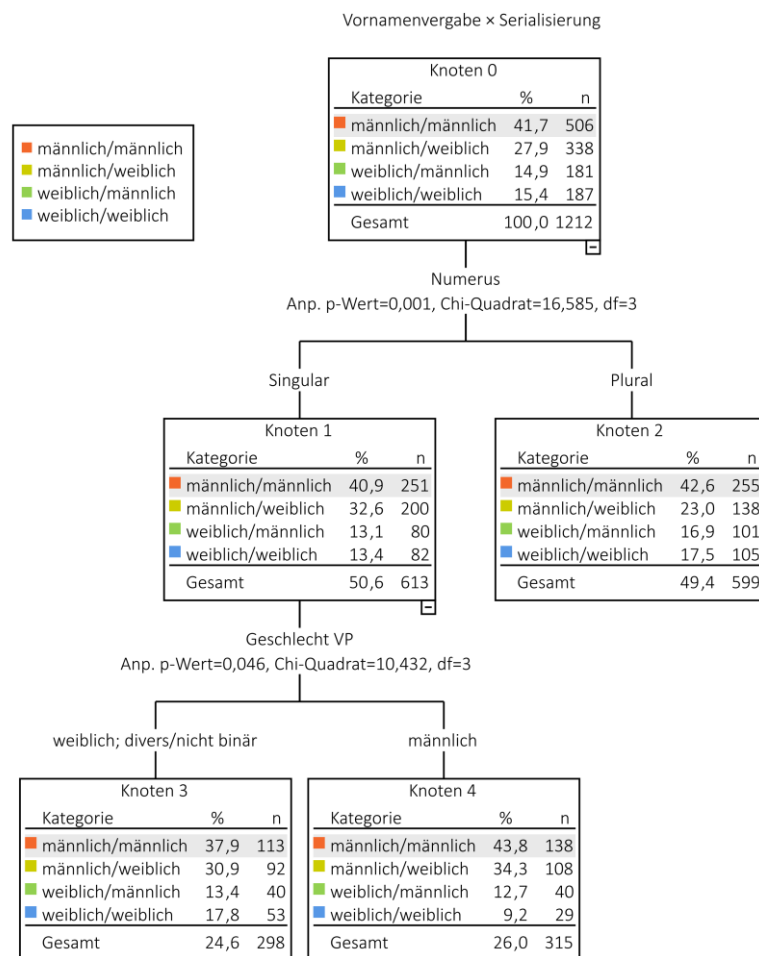 Vornamenvergabe × Serialisierung
männlich/männlich
männlich/weiblich
weiblich/männlich
weiblich/weiblich
Knoten 0
Kategorie % n
männlich/männlich 41,7 506
männlich/weiblich 27,9 338
weiblich/männlich 14,9 181
weiblich/weiblich 15,4 187
Gesamt 100,0 1212
Numerus
Anp. p-Wert=0,001, Chi-Quadrat=16,585, df=3
Singular
Plural
Knoten 1
Kategorie % n
männlich/männlich 40,9 251
männlich/weiblich 32,6 200
weiblich/männlich 13,1 80
weiblich/weiblich 13,4 82
Gesamt 50,6 613
Knoten 2
Kategorie % n
männlich/männlich 42,6 255
männlich/weiblich 23,0 138
weiblich/männlich 16,9 101
weiblich/weiblich 17,5 105
Gesamt 49,4 599
Geschlecht VP
Anp. p-Wert=0,046, Chi-Quadrat=10,432, df=3
weiblich; divers/nicht binär
männlich
Knoten 3
Kategorie % n
männlich/männlich 37,9 113
männlich/weiblich 30,9 92
weiblich/männlich 13,4 40
weiblich/weiblich 17,8 53
Gesamt 24,6 298
Knoten 4
Kategorie % n
männlich/männlich 43,8 138
männlich/weiblich 34,3 108
weiblich/männlich 12,7 40
weiblich/weiblich 9,2 29
Gesamt 26,0 315